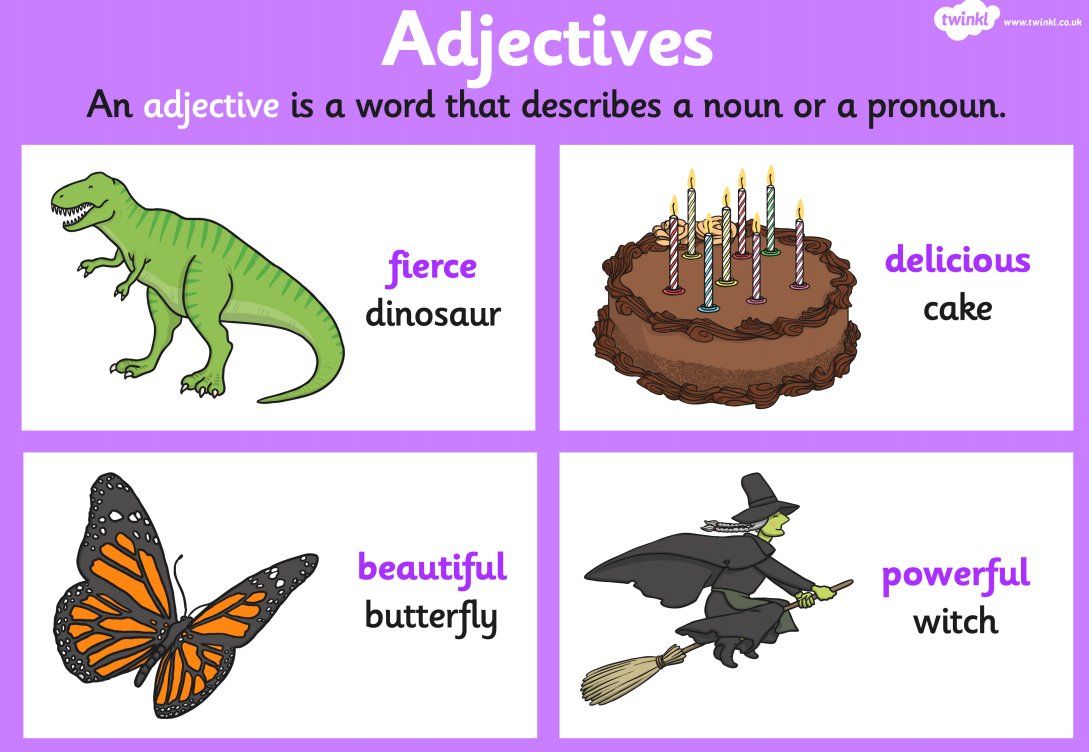 Adjectives
twinkl www.twinkl.co.uk
An adjective is a word that describes a noun or a pronoun.
fierce
dinosaur
delicious
cake
beautiful
butterfly
powerful
witch